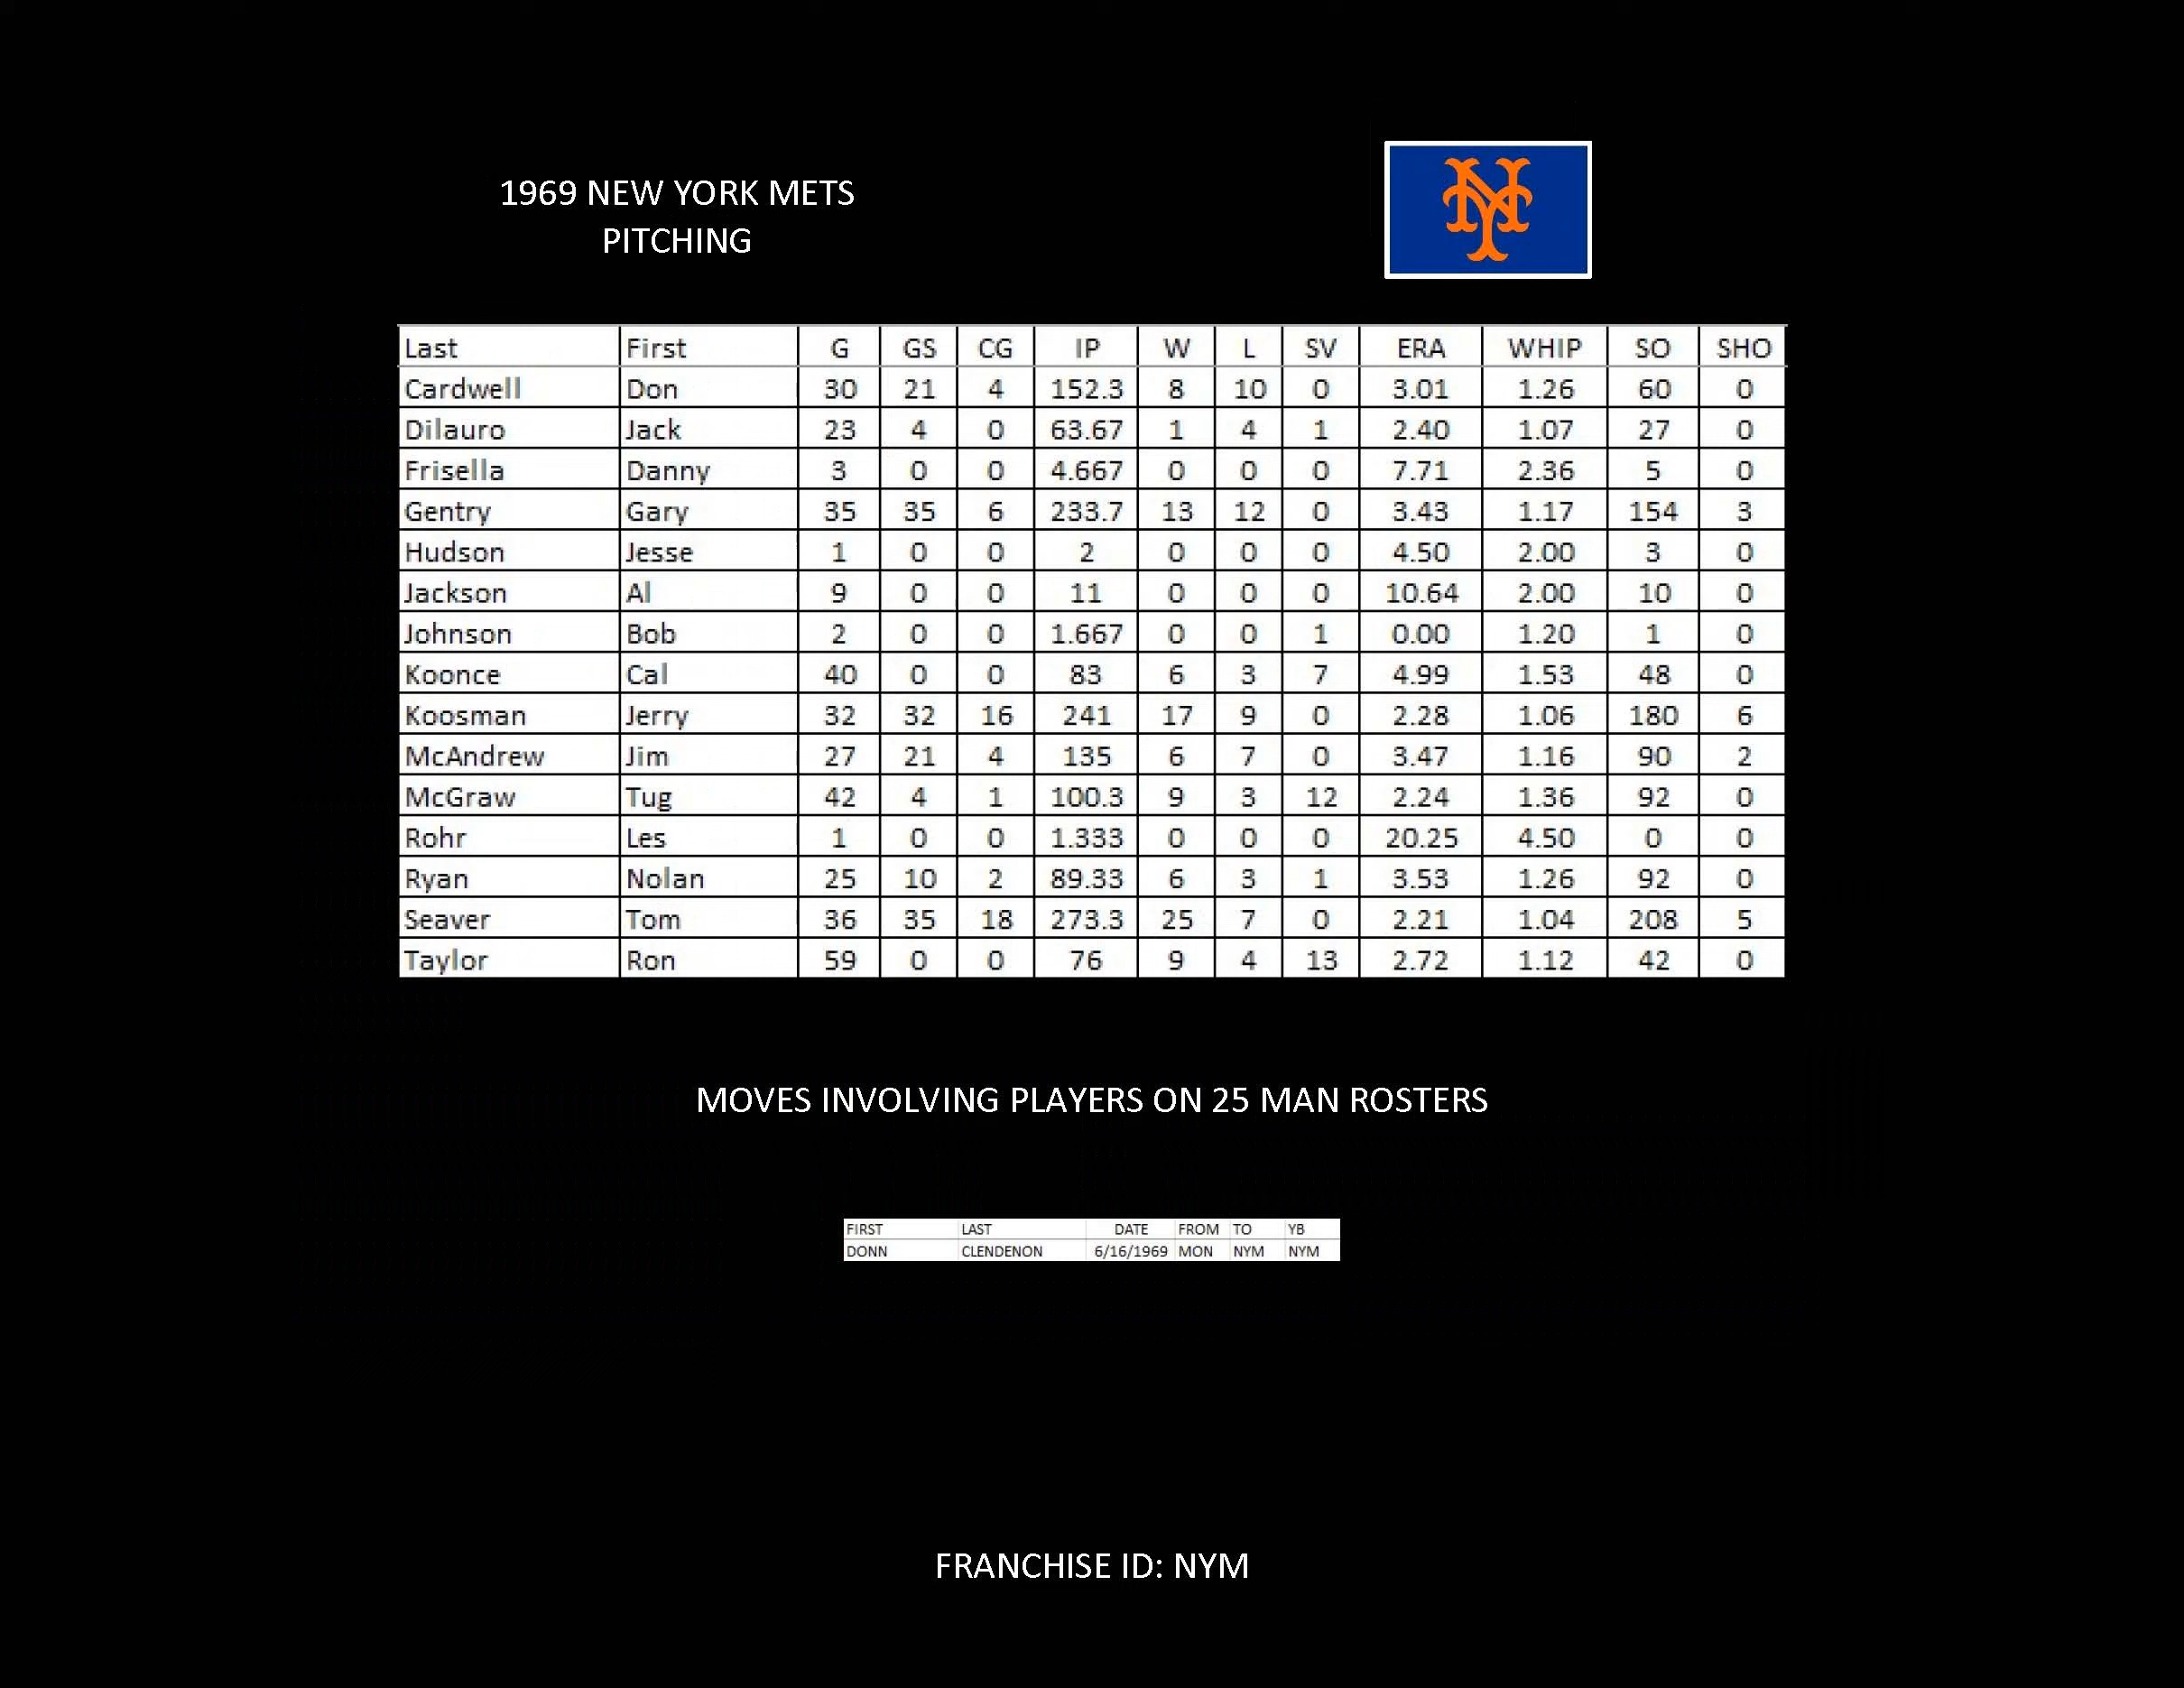 1969 NEW YORK METS
PITCHING
NY
Last First G GS CG IP W L SV ERA WHIP SO SHO
Cardwell Don 30 21 4 152.3 8 10 0 3.01 1.26 60 0
Dilauro Jack 23 4 0 63.67 1 4 1 2.40 1.07 27 0
Frisella Danny 3 0 0 4.667 0 0 0 7.71 2.36 5 0
Gentry Gary 35 35 6 233.7 13 12 0 3.43 1.17 154 3
Hudson Jesse 1 0 0 2 0 0 0 4.50 2.00 3 0
Jackson Al 9 0 0 11 0 0 0 10.64 2.00 10 0
Johnson Bob 2 0 0 1.667 0 0 1 0.00 1.20 1 0
Koonce Cal 40 0 0 83 6 3 7 4.99 1.53 48 0
Koosman Jerry 32 32 16 241 17 9 0 2.28 1.06 180 6
McAndrew Jim 27 21 4 135 6 7 0 3.47 1.16 90 2
McGraw Tug 42 4 1 100.3 9 3 12 2.24 1.36 92 0
Rohr Les 1 0 0 1.333 0 0 0 20.25 4.50 0 0
Ryan Nolan 25 10 2 89.33 6 3 1 3.53 1.26 92 0
Seaver Tom 36 35 18 273.3 25 7 0 2.21 1.04 208 5
Taylor Ron 59 0 0 76 9 4 13 2.72 1.12 42 0
MOVES INVOLVING PLAYERS ON 25 MAN ROSTERS
FIRST LAST DATE FROM TO YB
DONN CLENDENON 6/16/1969 MON NYM NYM
FRANCHISE ID: NYM